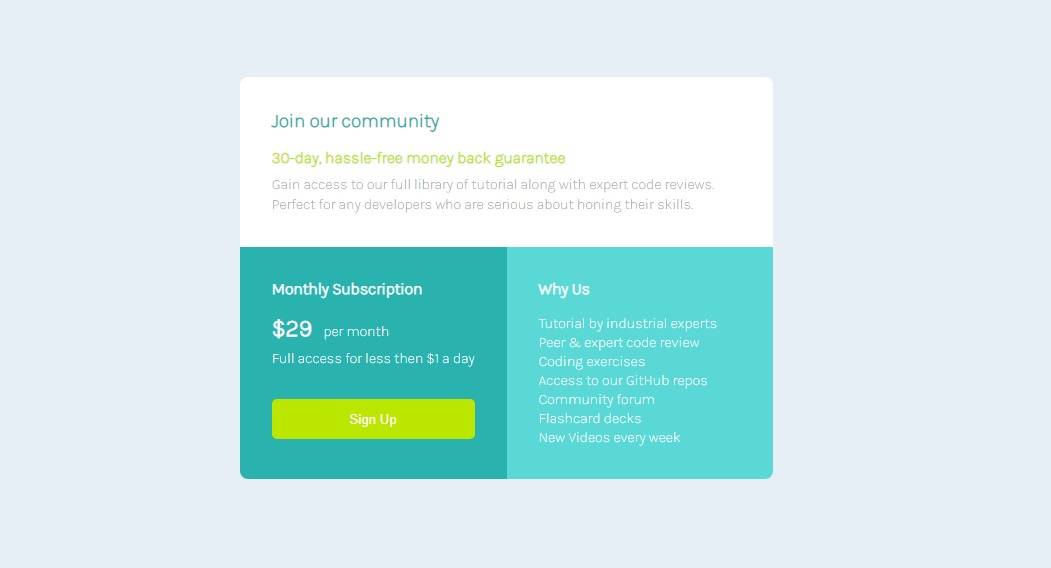 Join our community
30-day, hassle-free money back guarantee
Gain access to our full library of tutorial along with expert code reviews.
Perfect for any developers who are serious about honing their skills.
Monthly Subscription
$29 per month
Full access for less then $1 a day
Sign Up
Why Us
Tutorial by industrial experts
Peer & expert code review
Coding exercises
Access to our GitHub repos
Community forum
Flashcard decks
New Videos every week